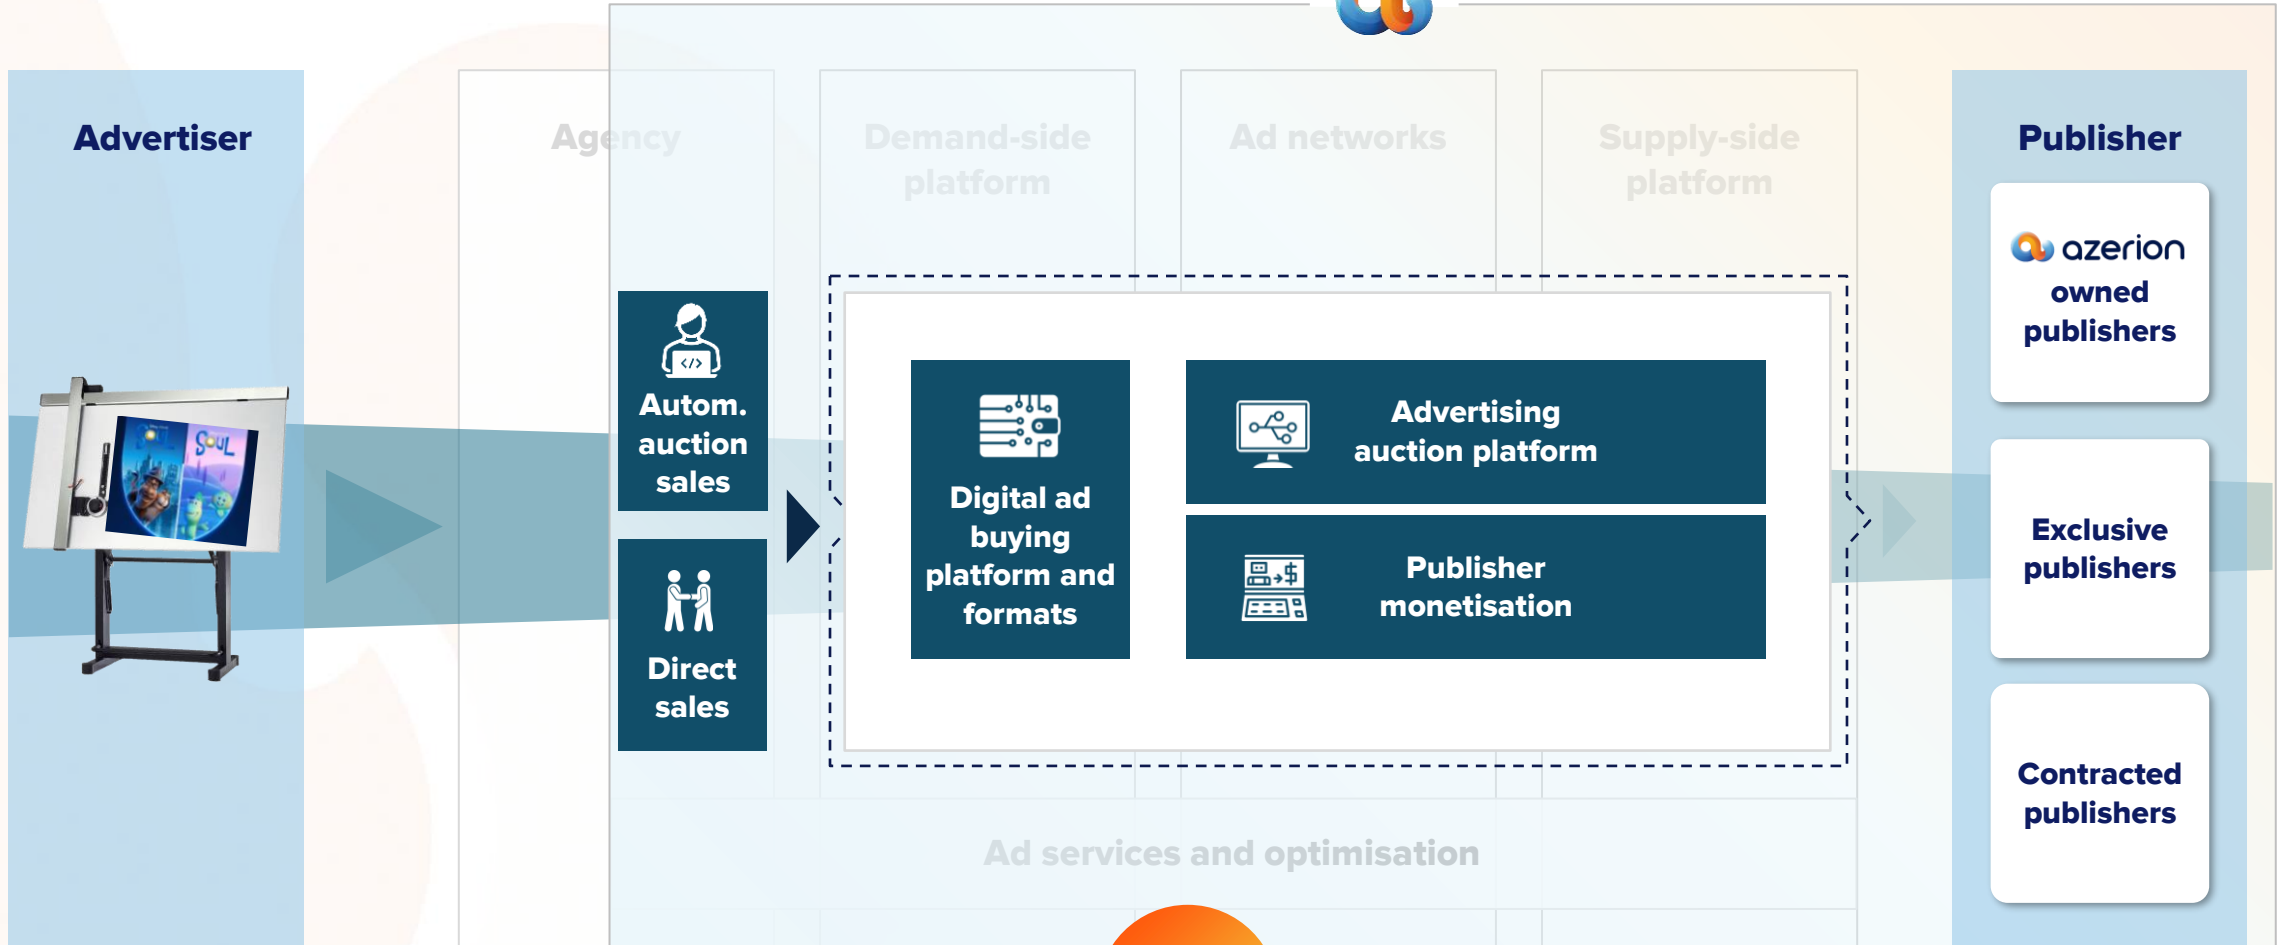 Advertiser
Agency
Demand-side
platform
Ad networks
Supply-side
platform
Publisher
azerion
owned
publishers
Autom.
auction
sales
Direct
sales
Digital ad
buying
platform and
formats
Advertising
auction platform
Publisher
monetisation
Exclusive
publishers
Contracted
publishers
Ad services and optimisation
SOUL
SOUL